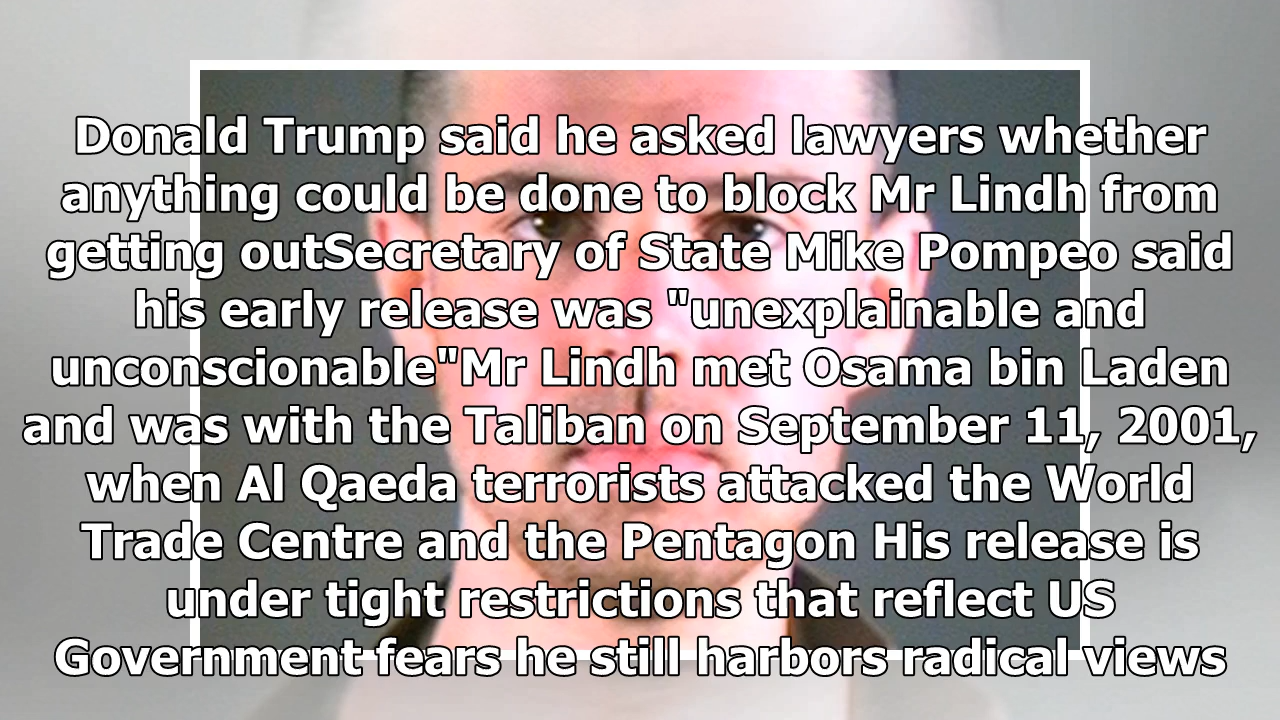 Donald Trump said he asked lawyers whether
anything could be done to block Mr Lindh from
getting outSecretary of State Mike Pompeo said
his early release was "unexplainable and
unconscionable"Mr Lindh met Osama bin Laden
and was with the Taliban on September 11, 2001,
when Al Qaeda terrorists attacked the World
Trade Centre and the Pentagon His release is
under tight restrictions that reflect US
Government fears he still harbors radical views